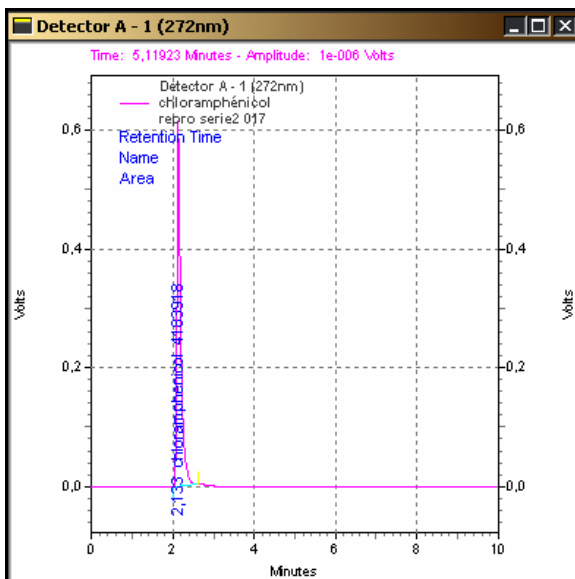 Detector A - 1 (272nm)
Time: 5,11923 Minutes - Amplitude: 1e-006 Volts
Detector A - 1 (272nm)
chloramphénicol
repro serie2 017
Retention Time
Name
Area
0,6
0,6
0,4
0,4
Volts
Volts
0,2
0,2
0,0
0,0
2,133 chloramphenicol 4183918
0
2
4
6
8
10
Minutes